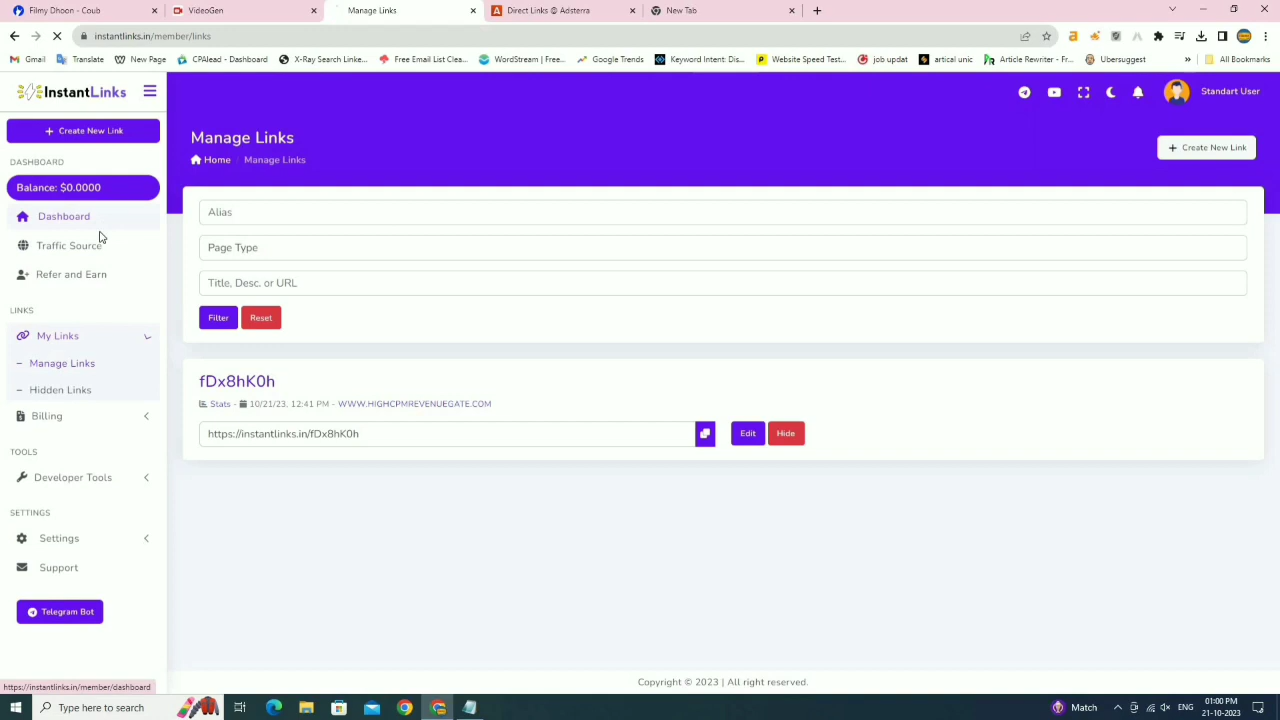 Filmy Dhoon - Coub
VideoGen
Manage Links
Direct Links @ Adsterra
New Tab
instantlinks.in/member/links
Gmail
Translate
New Page
CPAlead - Dashboard
X-Ray Search Linke...
Free Email List Clea...
WordStream | Free...
Google Trends
Keyword Intent: Dis...
Website Speed Test...
job updat
artical unic
Article Rewriter - Fr...
Ubersuggest
»
All Bookmarks
InstantLinks
Standart User
+ Create New Link
DASHBOARD
Balance: $0.0000
Dashboard
Traffic Source
Refer and Earn
LINKS
My Links
Manage Links
Hidden Links
Billing
TOOLS
Developer Tools
SETTINGS
Settings
Support
Telegram Bot
https://instantlinks.in/member/dashboard
Manage Links
Home / Manage Links
+ Create New Link
Alias
Page Type
Title, Desc. or URL
Filter
Reset
fDx8hK0h
Stats - 10/21/23, 12:41 PM - WWW.HIGHCPMREVENUEGATE.COM
https://instantlinks.in/fDx8hK0h
Edit
Hide
Copyright © 2023 | All right reserved.
Type here to search
Match
ENG
01:00 PM
21-10-2023